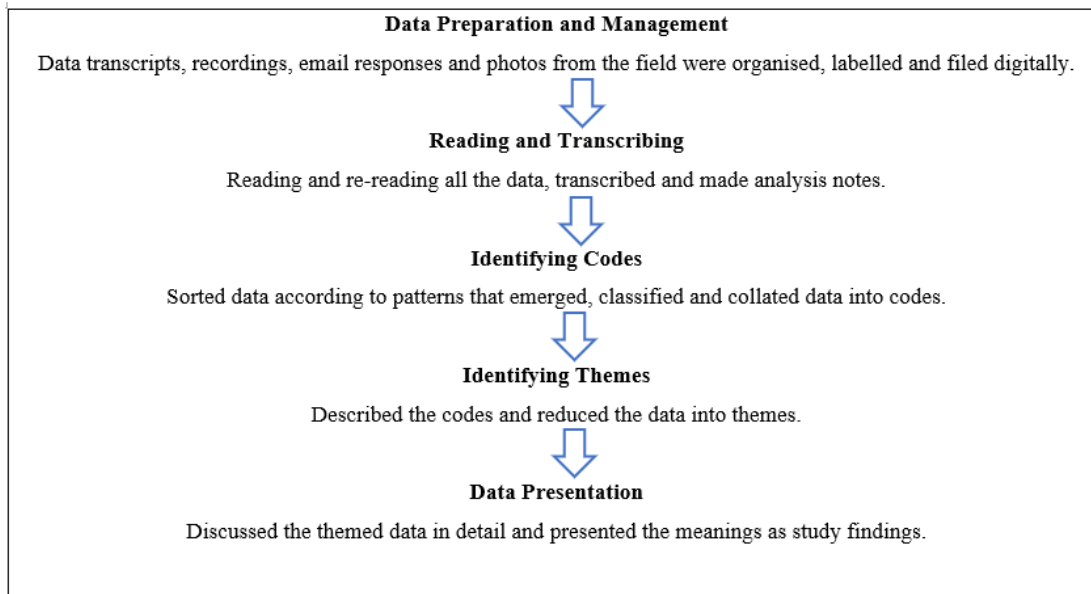 Data Preparation and Management
Data transcripts, recordings, email responses and photos from the field were organised, labelled and filed digitally.
Reading and Transcribing
Reading and re-reading all the data, transcribed and made analysis notes.
Identifying Codes
Sorted data according to patterns that emerged, classified and collated data into codes.
Identifying Themes
Described the codes and reduced the data into themes.
Data Presentation
Discussed the themed data in detail and presented the meanings as study findings.